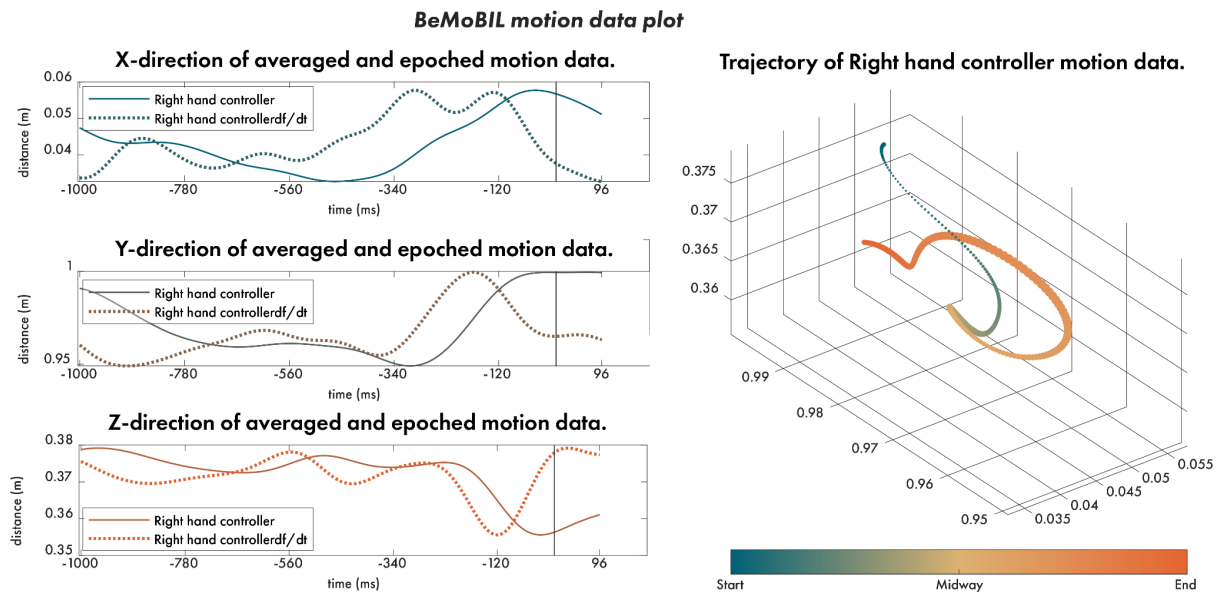 BeMoBIL motion data plot
X-direction of averaged and epoched motion data.
0.06
0.05
0.04
distance (m)
Right hand controller
Right hand controllerdf/dt
-1000 -780 -560 -340 -120 96
time (ms)
Y-direction of averaged and epoched motion data.
1
0.95
distance (m)
Right hand controller
Right hand controllerdf/dt
-1000 -780 -560 -340 -120 96
time (ms)
Z-direction of averaged and epoched motion data.
0.38
0.37
0.36
0.35
distance (m)
Right hand controller
Right hand controllerdf/dt
-1000 -780 -560 -340 -120 96
time (ms)
Trajectory of Right hand controller motion data.
0.375
0.37
0.365
0.36
0.99
0.98
0.97
0.96
0.95
0.035
0.04
0.045
0.05
0.055
Start Midway End